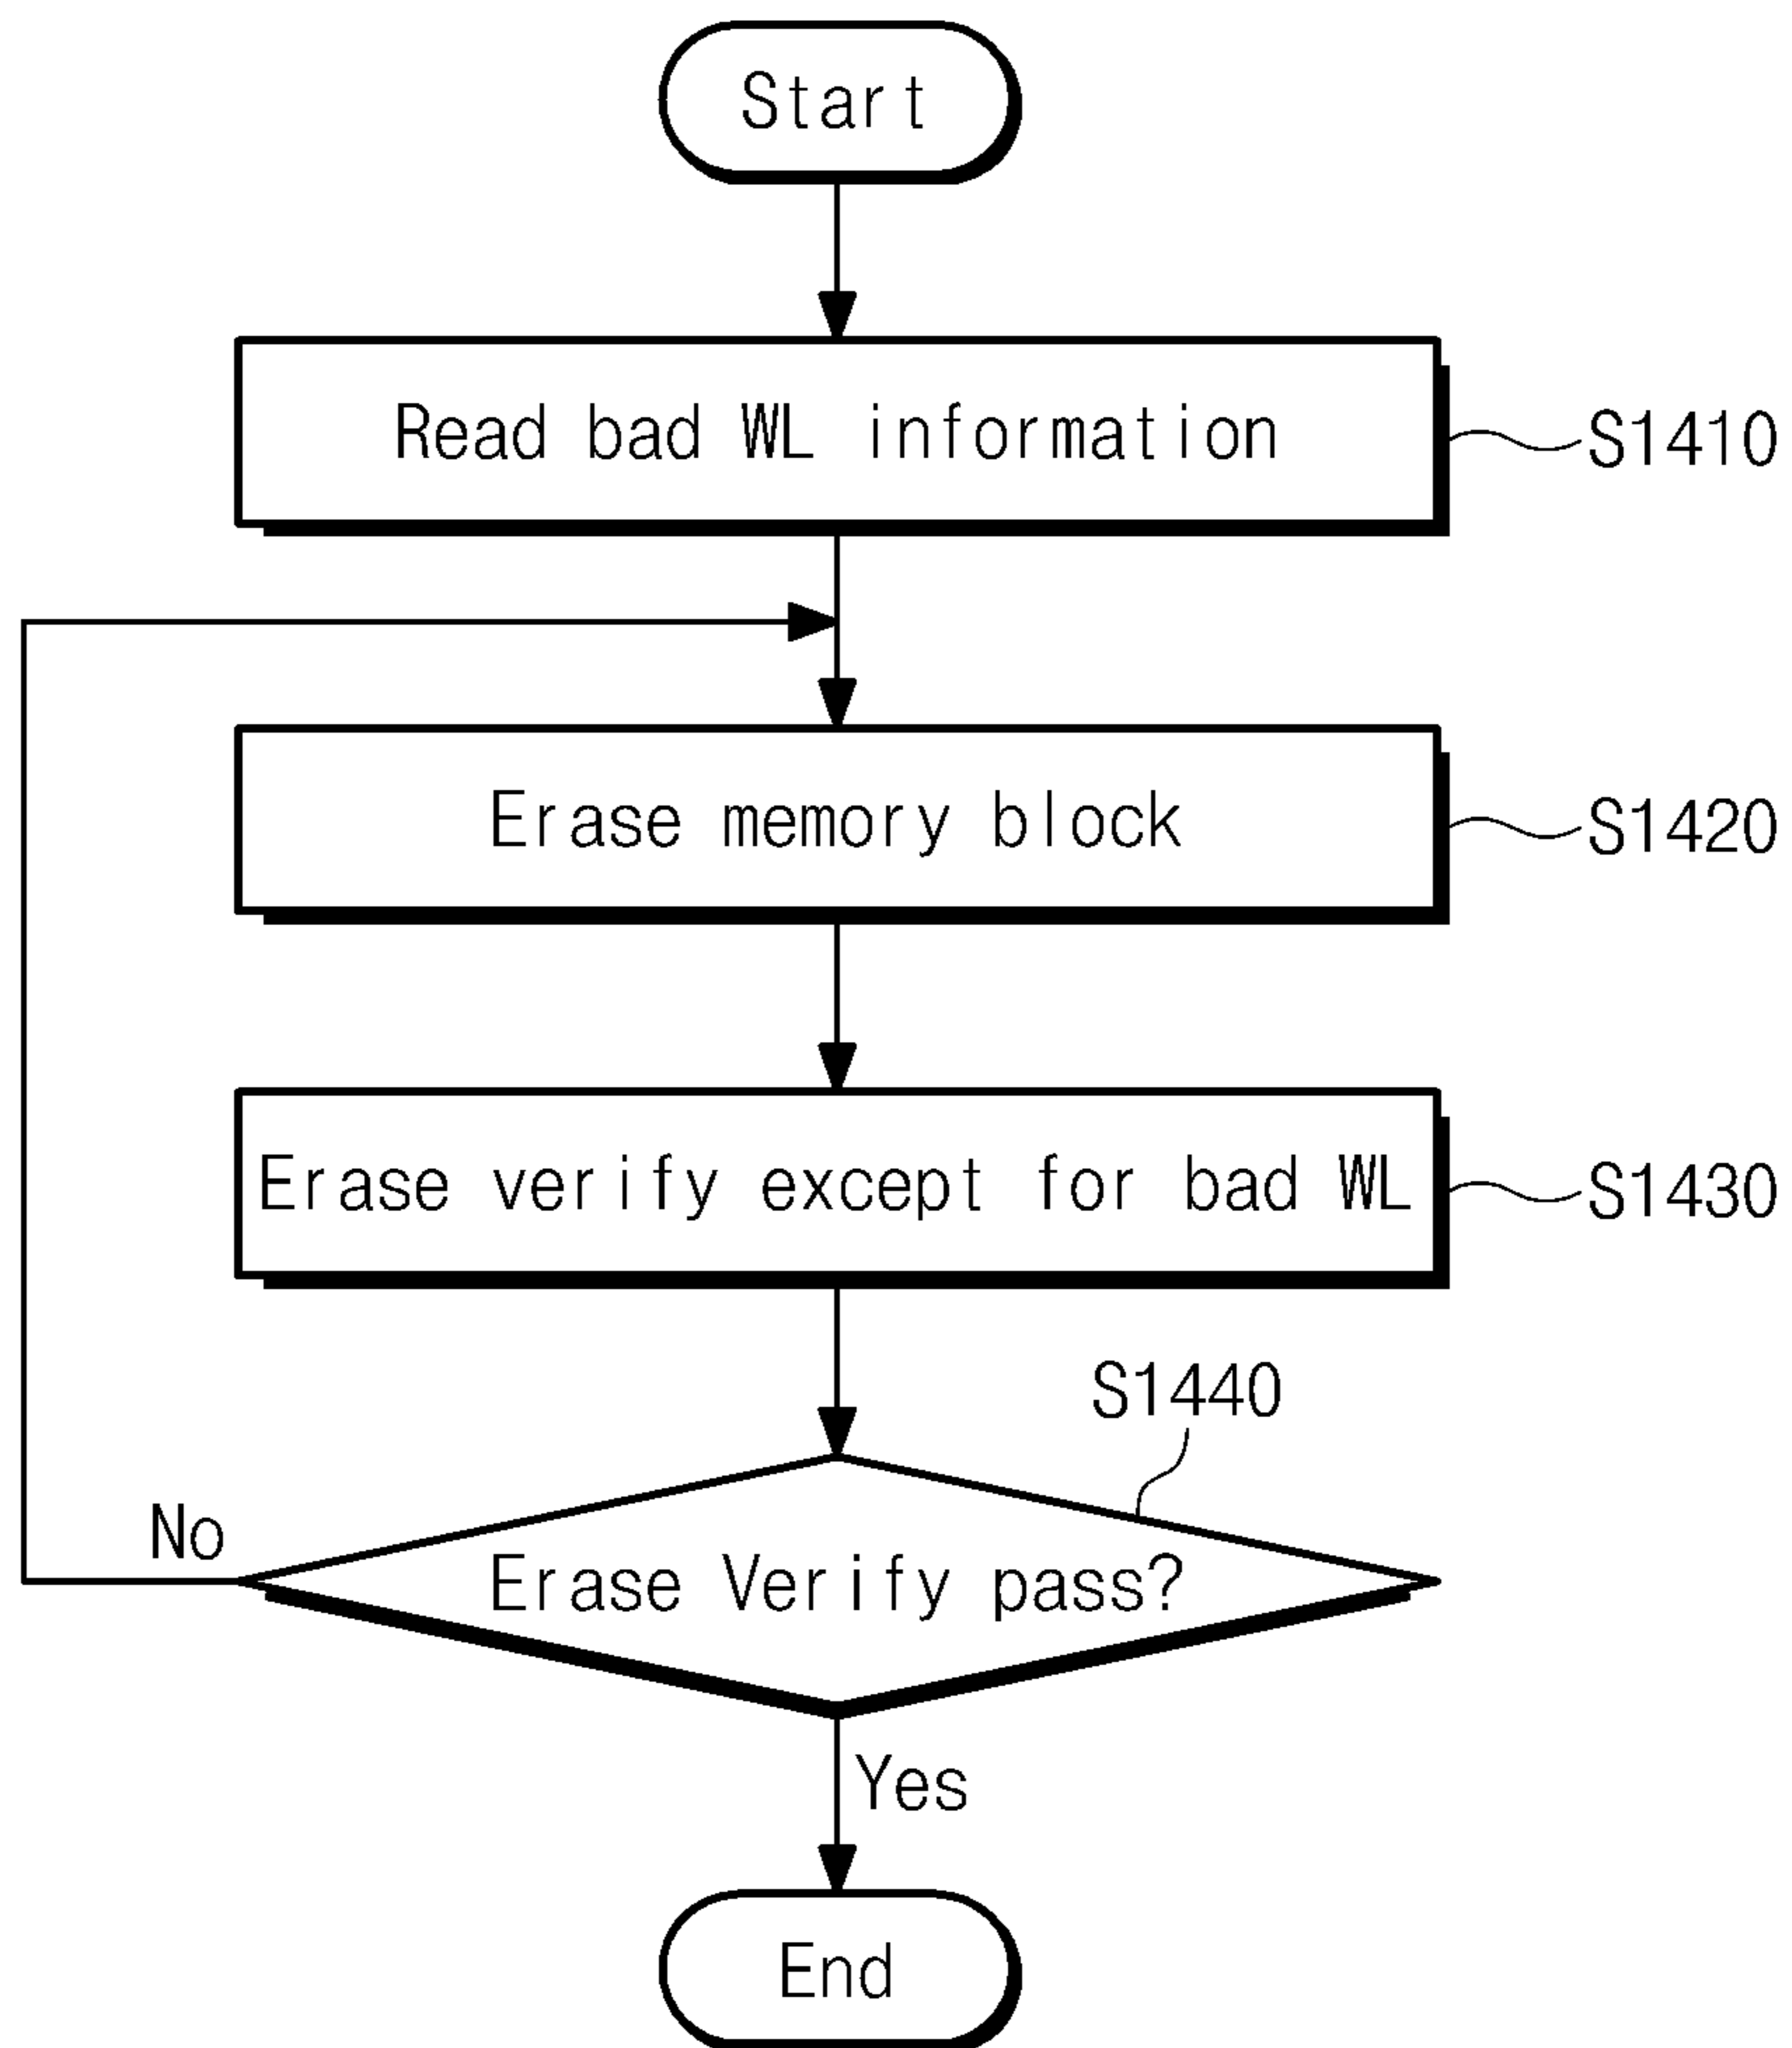 Start
Read bad WL information
S1410
Erase memory block
S1420
Erase verify except for bad WL
S1430
S1440
No
Erase Verify pass?
Yes
End